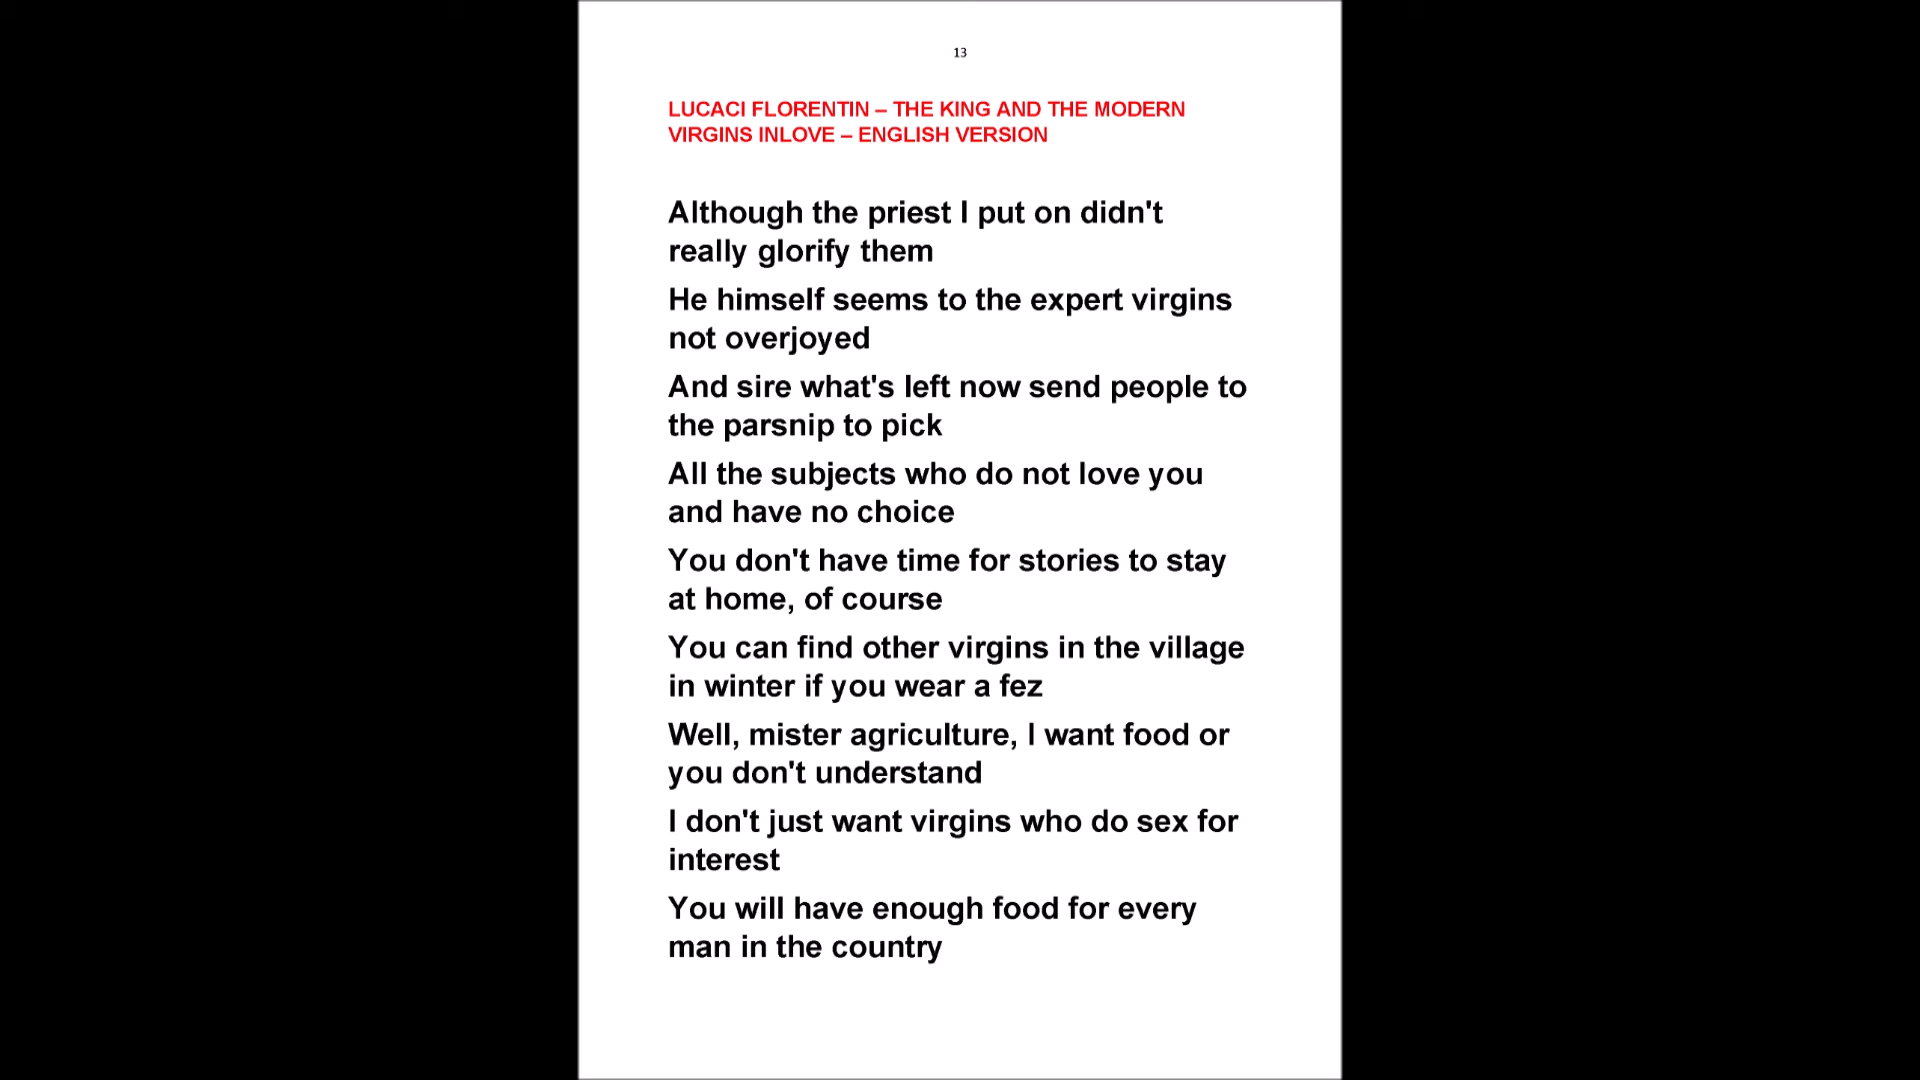 13
LUCACI FLORENTIN – THE KING AND THE MODERN
VIRGINS INLOVE – ENGLISH VERSION
Although the priest I put on didn't
really glorify them
He himself seems to the expert virgins
not overjoyed
And sire what's left now send people to
the parsnip to pick
All the subjects who do not love you
and have no choice
You don't have time for stories to stay
at home, of course
You can find other virgins in the village
in winter if you wear a fez
Well, mister agriculture, I want food or
you don't understand
I don't just want virgins who do sex for
interest
You will have enough food for every
man in the country